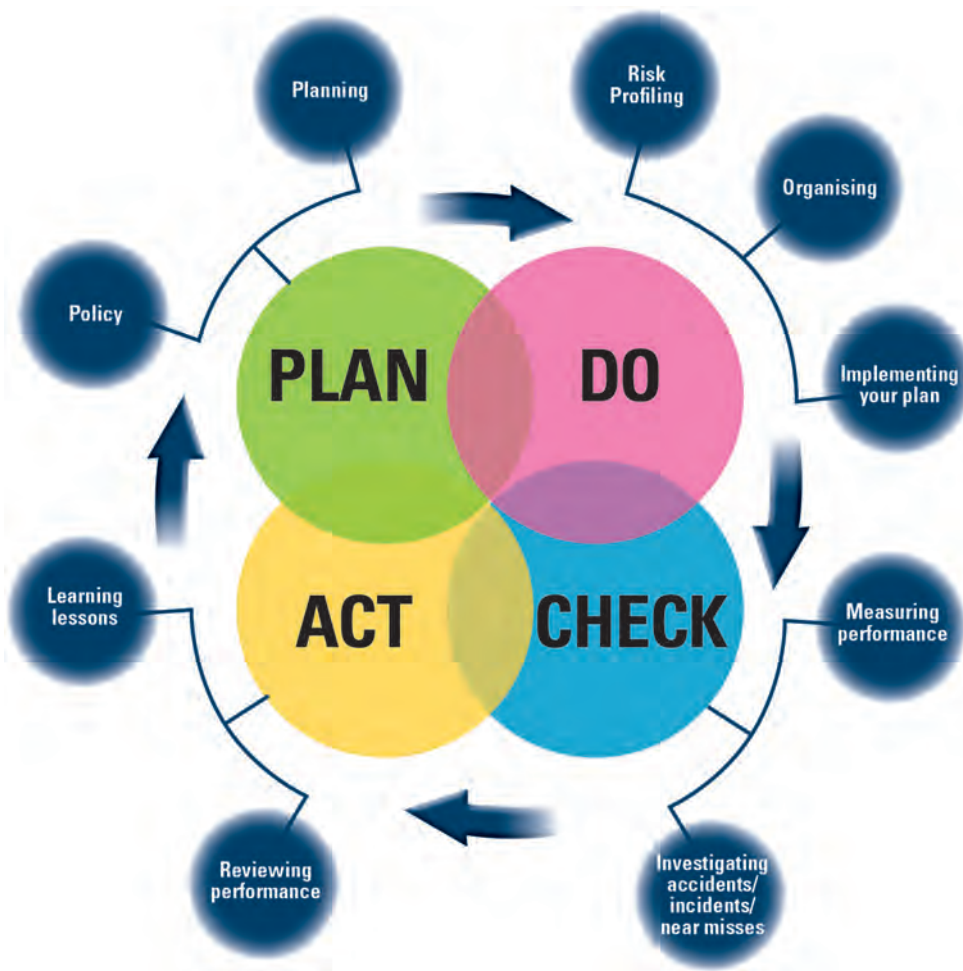 Planning
Risk
Profiling
Organising
Policy
PLAN
DO
Implementing
your plan
Learning
lessons
ACT
CHECK
Measuring
performance
Reviewing
performance
Investigating
accidents/
incidents/
near misses